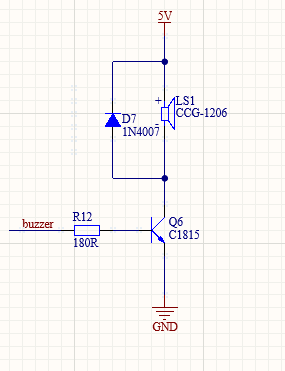 5V
+
LS1
CCG-1206
-
D7
1N4007
Q6
C1815
buzzer
R12
180R
GND